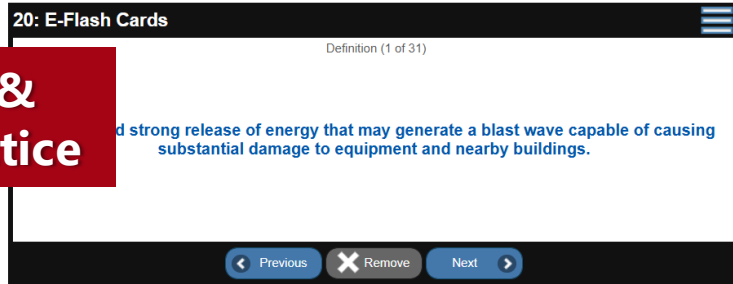 20: E-Flash Cards
Definition (1 of 31)
&
tice
d strong release of energy that may generate a blast wave capable of causing
substantial damage to equipment and nearby buildings.
Previous
Remove
Next